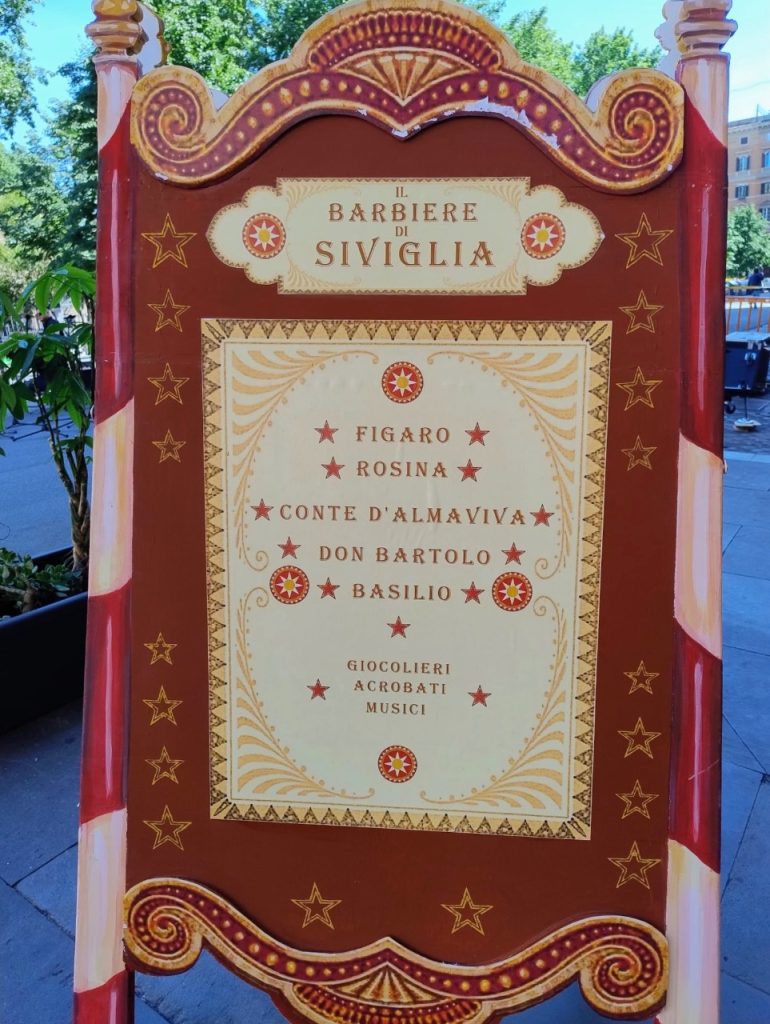 IL
BARBIERE
DI
SIVIGLIA
FIGARO
ROSINA
CONTE D'ALMAVIVA
DON BARTOLO
BASILIO
GIOCOLIERI
ACROBATI
MUSICI